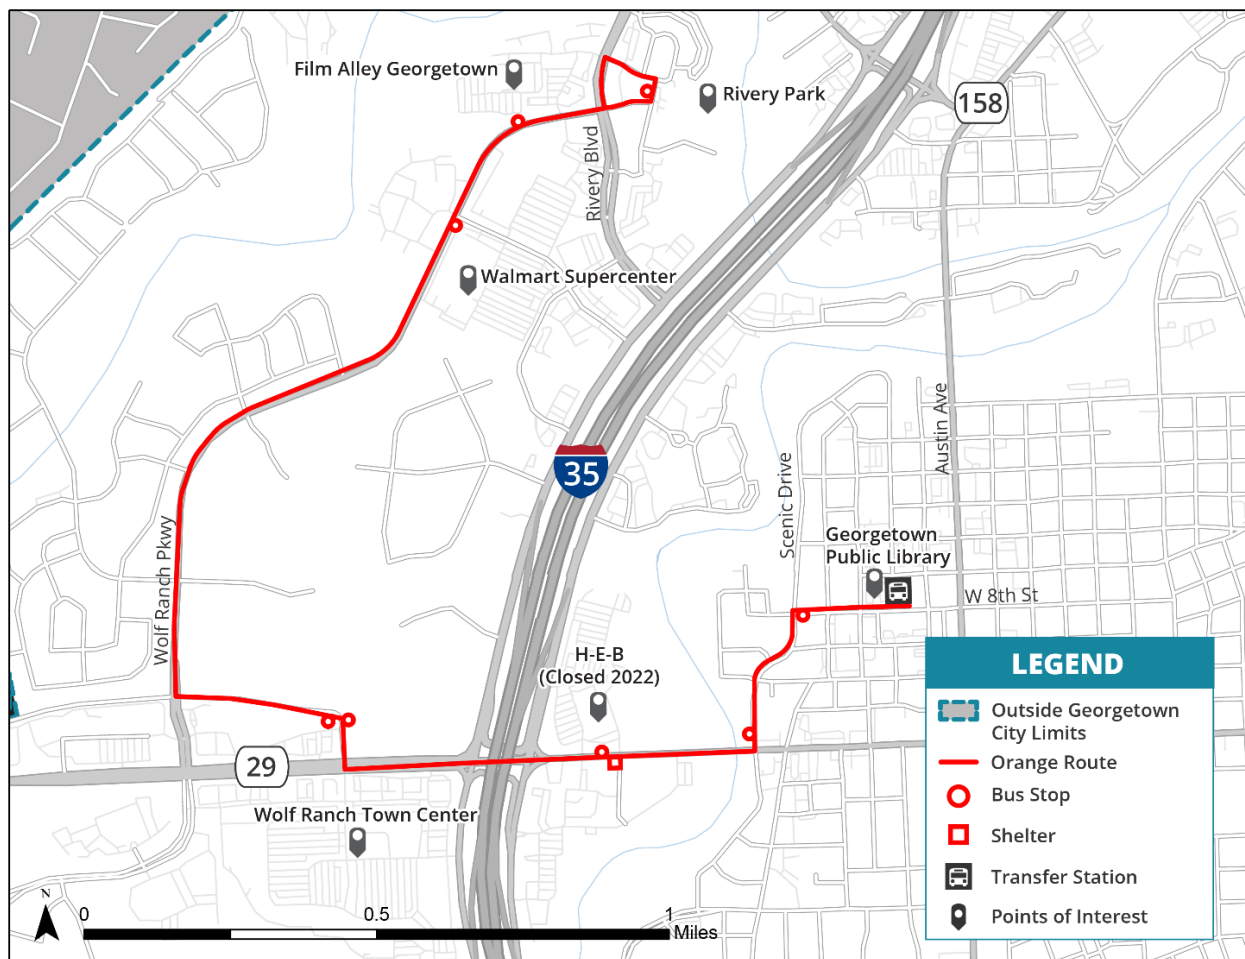 Film Alley Georgetown
Rivery Park
158
Rivery Blvd
Walmart Supercenter
Austin Ave
35
Scenic Drive
Wolf Ranch Pkwy
Georgetown
Public Library
W 8th St
H-E-B
(Closed 2022)
29
Wolf Ranch Town Center
LEGEND
Outside Georgetown
City Limits
Orange Route
Bus Stop
Shelter
Transfer Station
Points of Interest
N
0 0.5 1
Miles